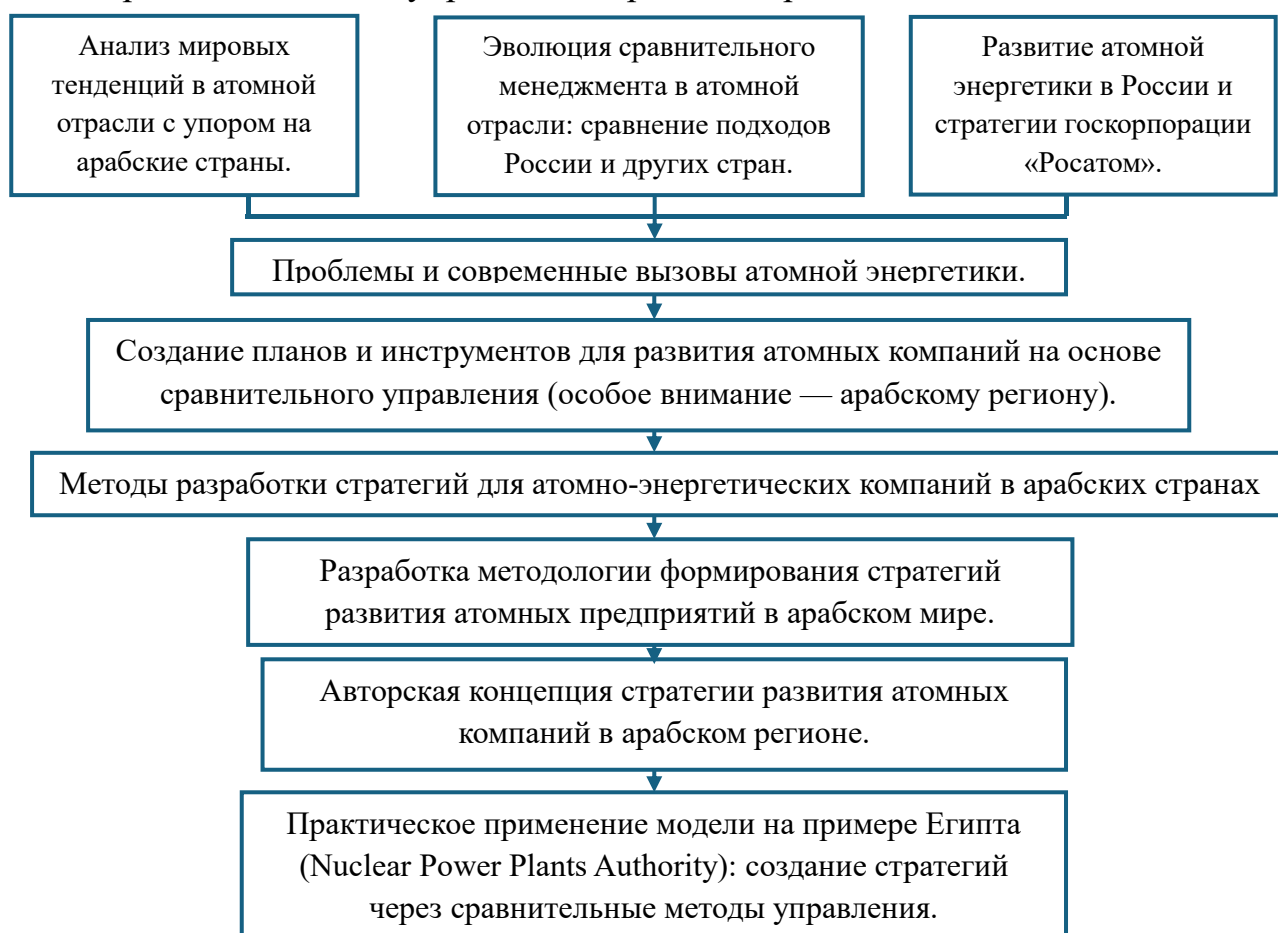 Анализ мировых
тенденций в атомной
отрасли с упором на
арабские страны.
Эволюция сравнительного
менеджмента в атомной
отрасли: сравнение подходов
России и других стран.
Развитие атомной
энергетики в России и
стратегии госкорпорации
«Росатом».
Проблемы и современные вызовы атомной энергетики.
Создание планов и инструментов для развития атомных компаний на основе
сравнительного управления (особое внимание — арабскому региону).
Методы разработки стратегий для атомно-энергетических компаний в арабских странах
Разработка методологии формирования стратегий
развития атомных предприятий в арабском мире.
Авторская концепция стратегии развития атомных
компаний в арабском регионе.
Практическое применение модели на примере Египта
(Nuclear Power Plants Authority): создание стратегий
через сравнительные методы управления.